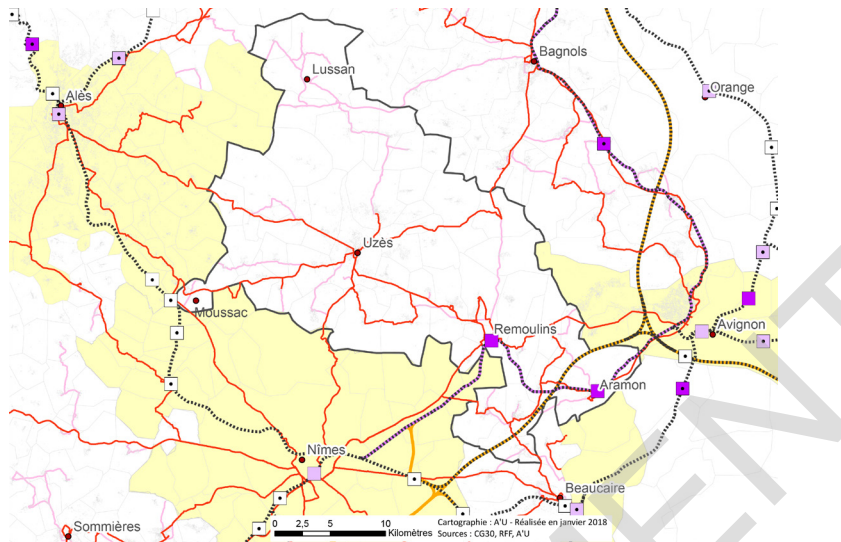 Bagnols
Lussan
Orange
Alès
Uzès
Moussac
Remoulins
Avignon
Aramon
Nîmes
Beaucaire
Sommières
0 2,5 5 10
Kilomètres
Cartographie : A'U - Réalisée en janvier 2018
Sources : CG30, RFF, A'U